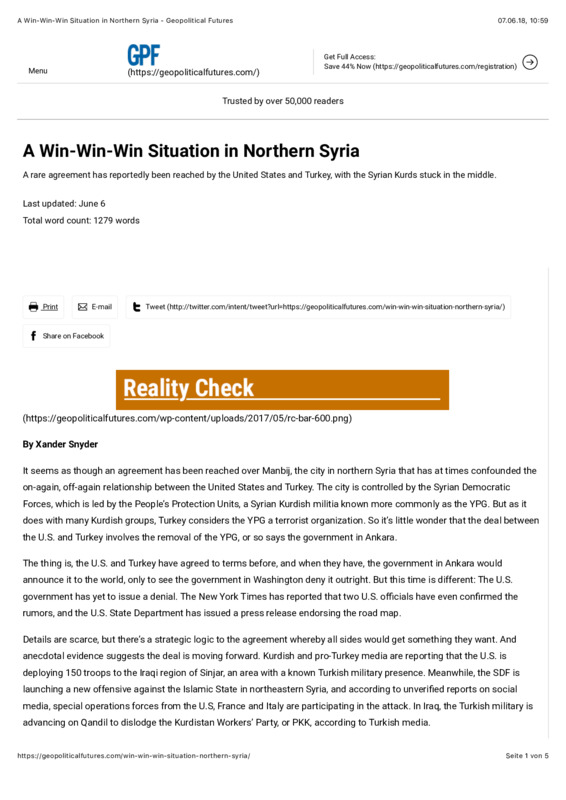 A Win-Win-Win Situation in Northern Syria - Geopolitical Futures
07.06.18, 10:59
Menu
GPF
(https://geopoliticalfutures.com/)
Get Full Access:
Save 44% Now (https://geopoliticalfutures.com/registration)
Trusted by over 50,000 readers
A Win-Win-Win Situation in Northern Syria
A rare agreement has reportedly been reached by the United States and Turkey, with the Syrian Kurds stuck in the middle.
Last updated: June 6
Total word count: 1279 words
Print
E-mail
Tweet (http://twitter.com/intent/tweet?url=https://geopoliticalfutures.com/win-win-win-situation-northern-syria/)
Share on Facebook
Reality Check
(https://geopoliticalfutures.com/wp-content/uploads/2017/05/rc-bar-600.png)
By Xander Snyder
It seems as though an agreement has been reached over Manbij, the city in northern Syria that has at times confounded the
on-again, off-again relationship between the United States and Turkey. The city is controlled by the Syrian Democratic
Forces, which is led by the People's Protection Units, a Syrian Kurdish militia known more commonly as the YPG. But as it
does with many Kurdish groups, Turkey considers the YPG a terrorist organization. So it's little wonder that the deal between
the U.S. and Turkey involves the removal of the YPG, or so says the government in Ankara.
The thing is, the U.S. and Turkey have agreed to terms before, and when they have, the government in Ankara would
announce it to the world, only to see the government in Washington deny it outright. But this time is different: The U.S.
government has yet to issue a denial. The New York Times has reported that two U.S. officials have even confirmed the
rumors, and the U.S. State Department has issued a press release endorsing the road map.
Details are scarce, but there's a strategic logic to the agreement whereby all sides would get something they want. And
anecdotal evidence suggests the deal is moving forward. Kurdish and pro-Turkey media are reporting that the U.S. is
deploying 150 troops to the Iraqi region of Sinjar, an area with a known Turkish military presence. Meanwhile, the SDF is
launching a new offensive against the Islamic State in northeastern Syria, and according to unverified reports on social
media, special operations forces from the U.S, France and Italy are participating in the attack. In Iraq, the Turkish military is
advancing on Qandil to dislodge the Kurdistan Workers' Party, or PKK, according to Turkish media.
https://geopoliticalfutures.com/win-win-win-situation-northern-syria/
Seite 1 von 5